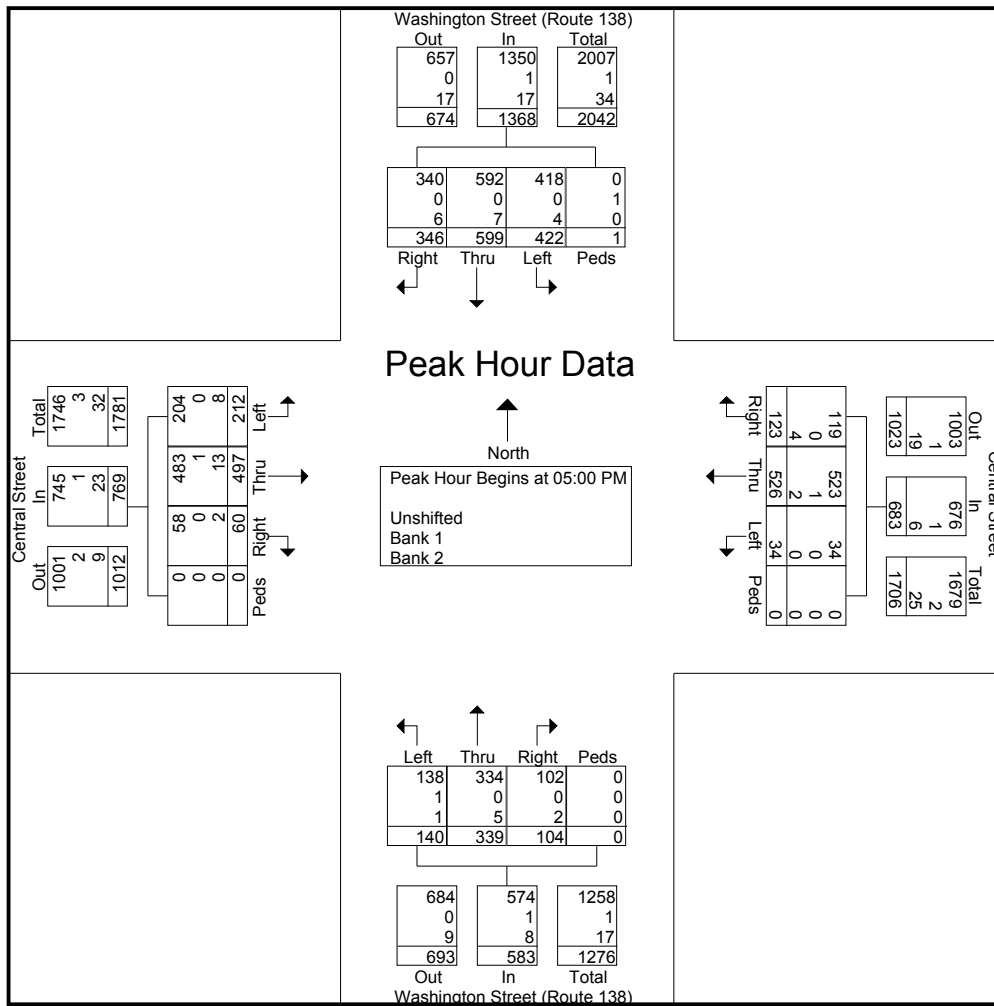 Washington Street (Route 138)
Out In Total
657 1350 2007
0 1 1
17 17 34
674 1368 2042
340 592 418 0
0 0 0 1
6 7 4 0
346 599 422 1
Right Thru Left Peds
Peak Hour Data
North
Peak Hour Begins at 05:00 PM
Unshifted
Bank 1
Bank 2
Central Street
Out In Total
1001 745 1746
2 1 3
9 23 32
1012 769 1781
0 58 483 204
0 0 1 0
0 2 13 8
0 60 497 212
Peds Right Thru Left
Central Street
Out In Total
1003 676 1679
1 1 2
19 6 25
1023 683 1706
119 523 34 0
0 1 0 0
4 2 0 0
123 526 34 0
Right Thru Left Peds
Left Thru Right Peds
138 334 102 0
1 0 0 0
1 5 2 0
140 339 104 0
684 574 1258
0 1 1
9 8 17
693 583 1276
Out In Total
Washington Street (Route 138)